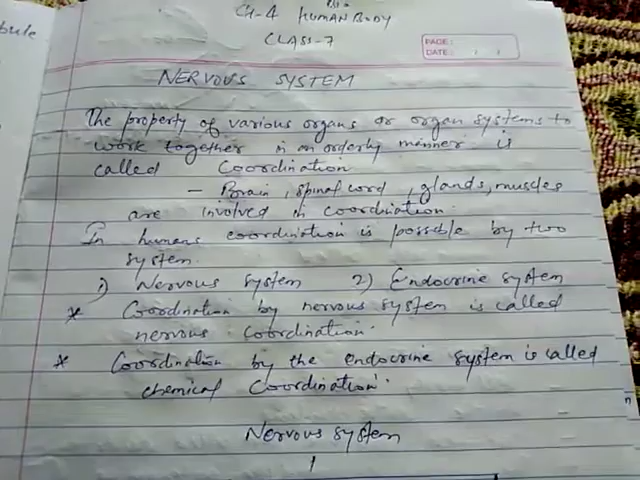 Bio
Ch-4 HUMAN BODY
CLASS-7
PAGE:
DATE: / /
NERVOUS SYSTEM
The property of various organs or organ systems to
work together in an orderly manner is
called Coordination
- Brain, spinal cord, glands, muscles
are involved in coordination.
In humans coordination is possible by two
system.
1) Nervous system 2) Endocrine system
* Coordination by nervous system is called
nervous coordination.
* Coordination by the endocrine system is called
chemical Coordination.
Nervous system